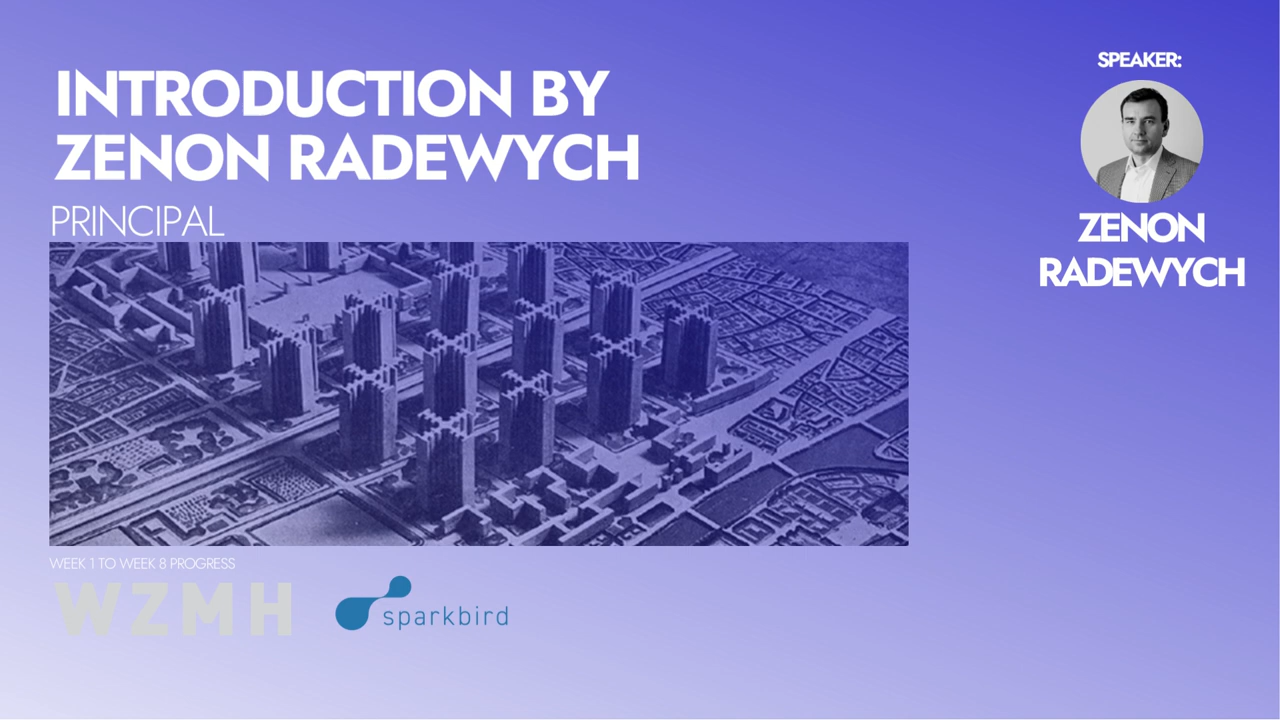 INTRODUCTION BY
ZENON RADEWYCH
PRINCIPAL
SPEAKER:
ZENON
RADEWYCH
WEEK 1 TO WEEK 8 PROGRESS
WZMH
sparkbird